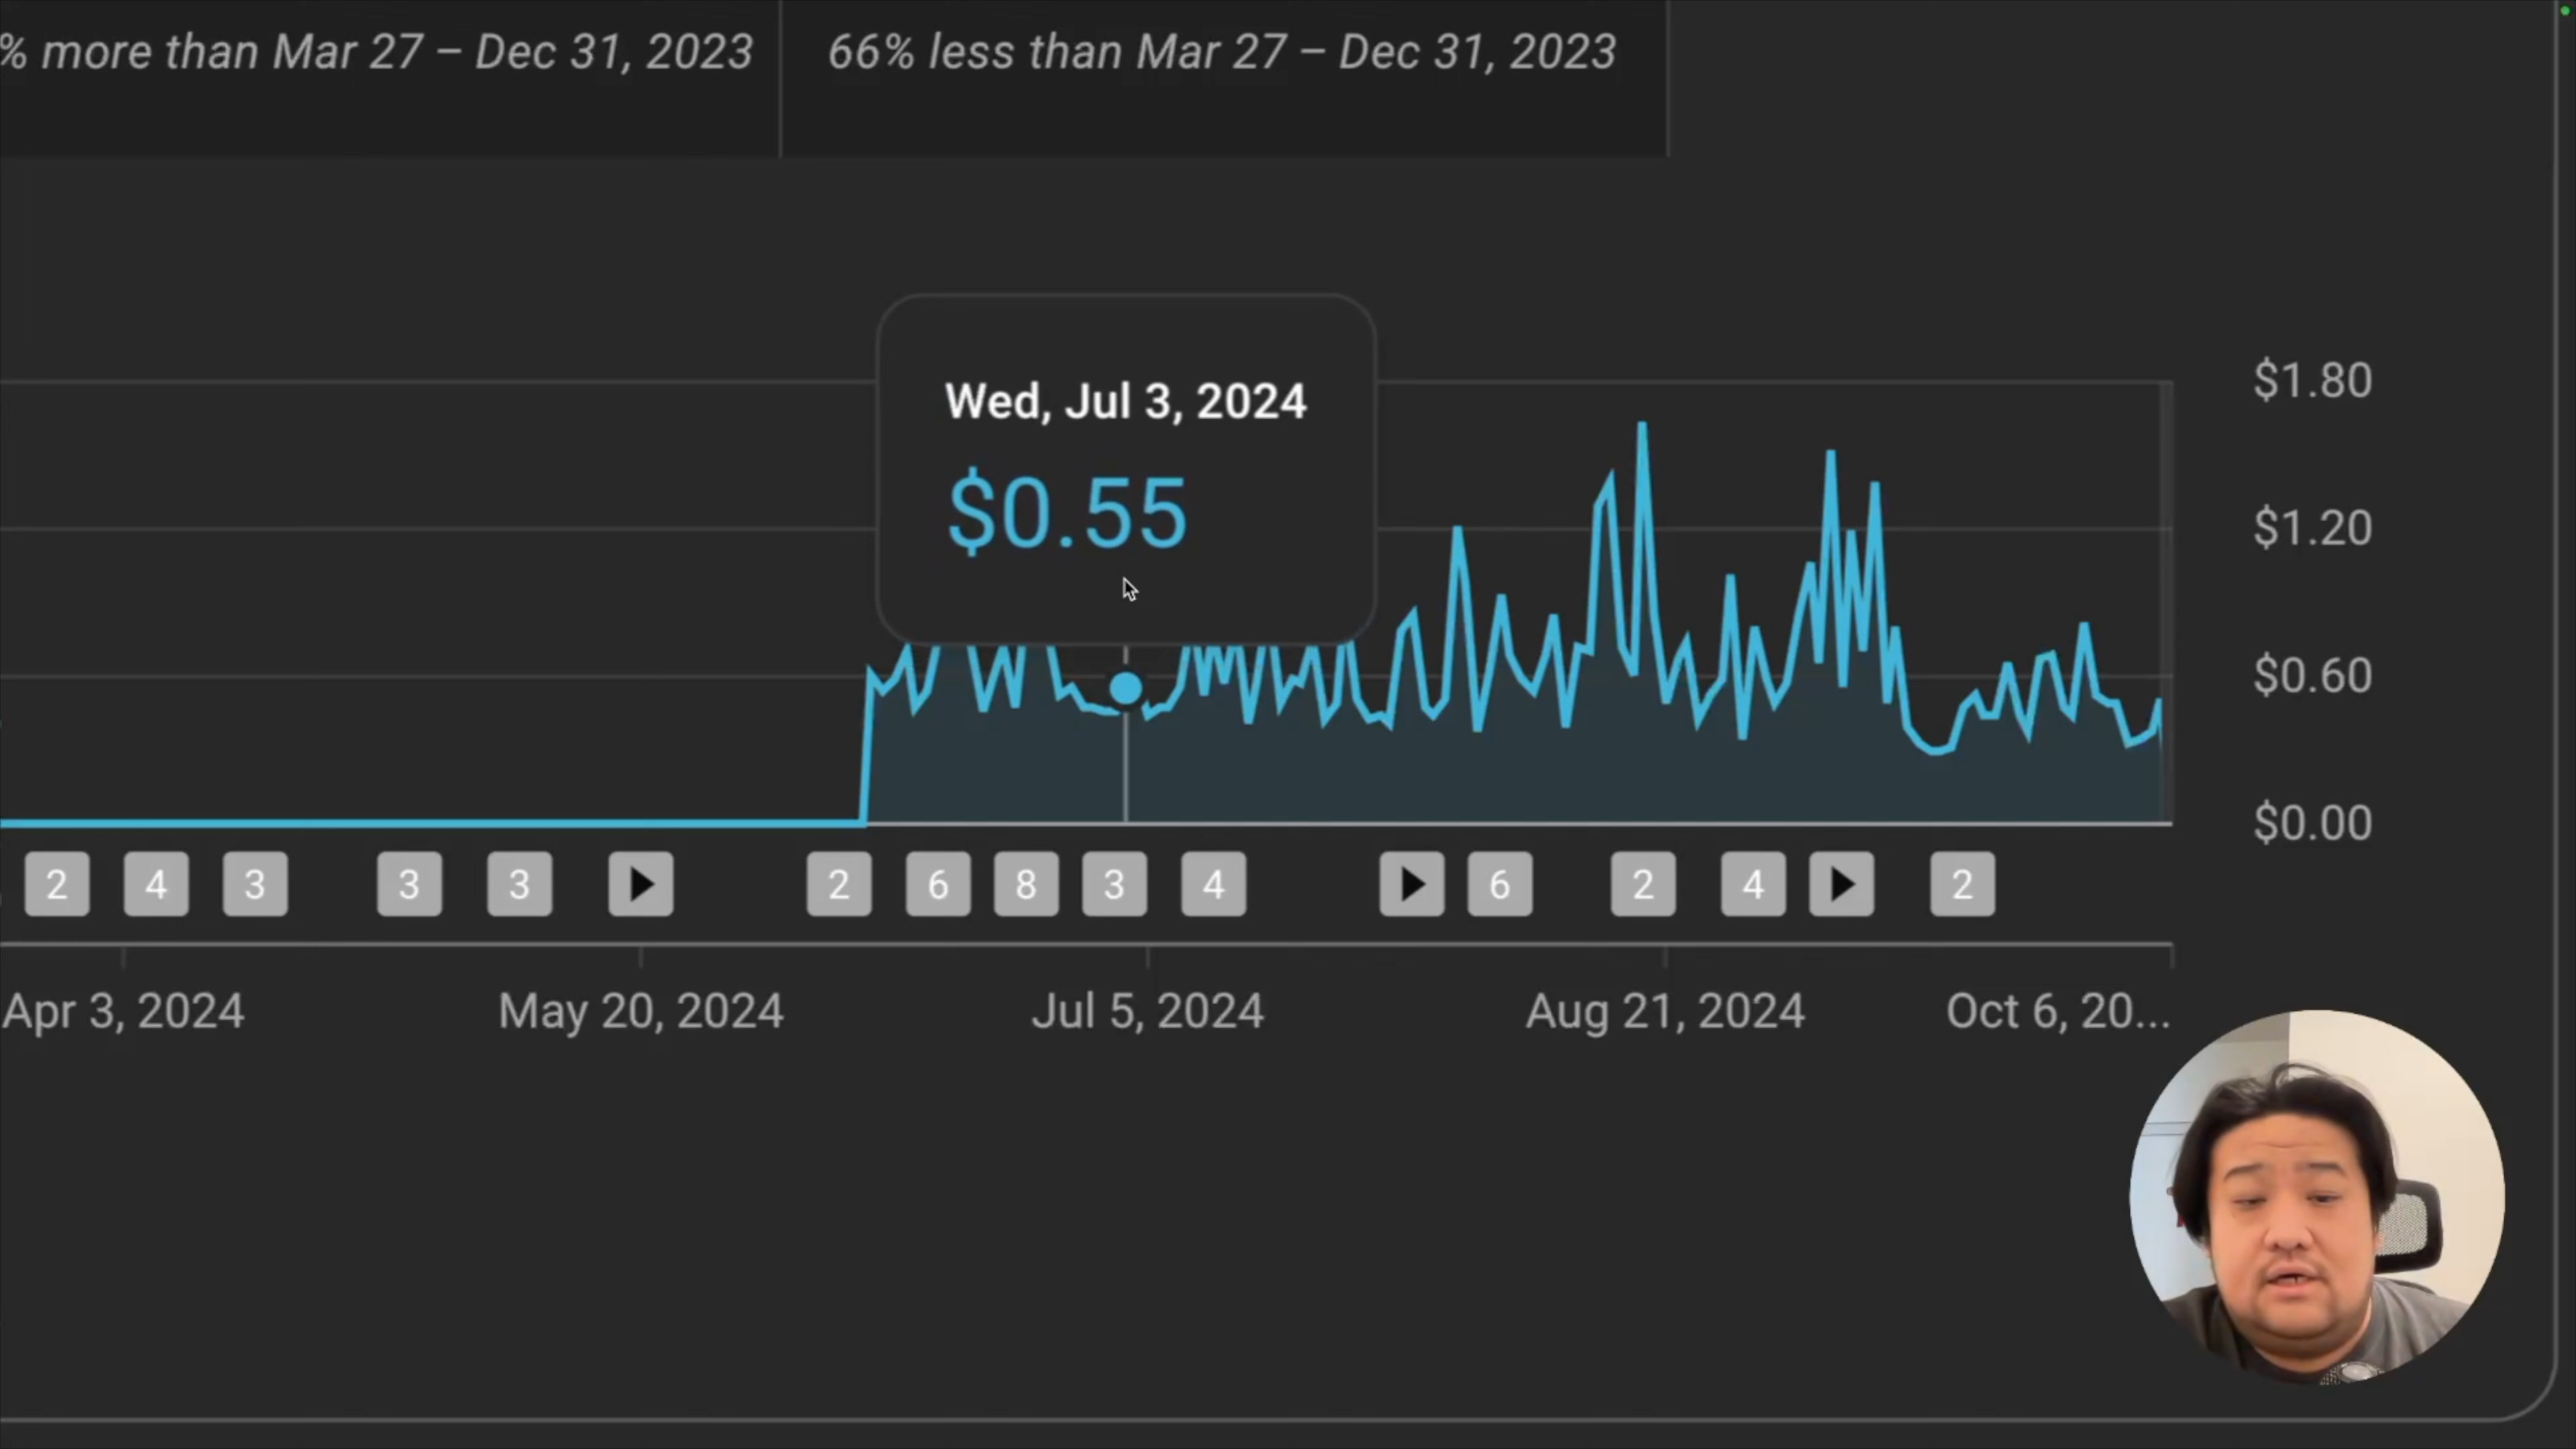 % more than Mar 27 – Dec 31, 2023
66% less than Mar 27 – Dec 31, 2023
Wed, Jul 3, 2024
$0.55
$1.80
$1.20
$0.60
$0.00
2 4 3 3 3 2 6 8 3 4 6 2 4 2
Apr 3, 2024 May 20, 2024 Jul 5, 2024 Aug 21, 2024 Oct 6, 20...